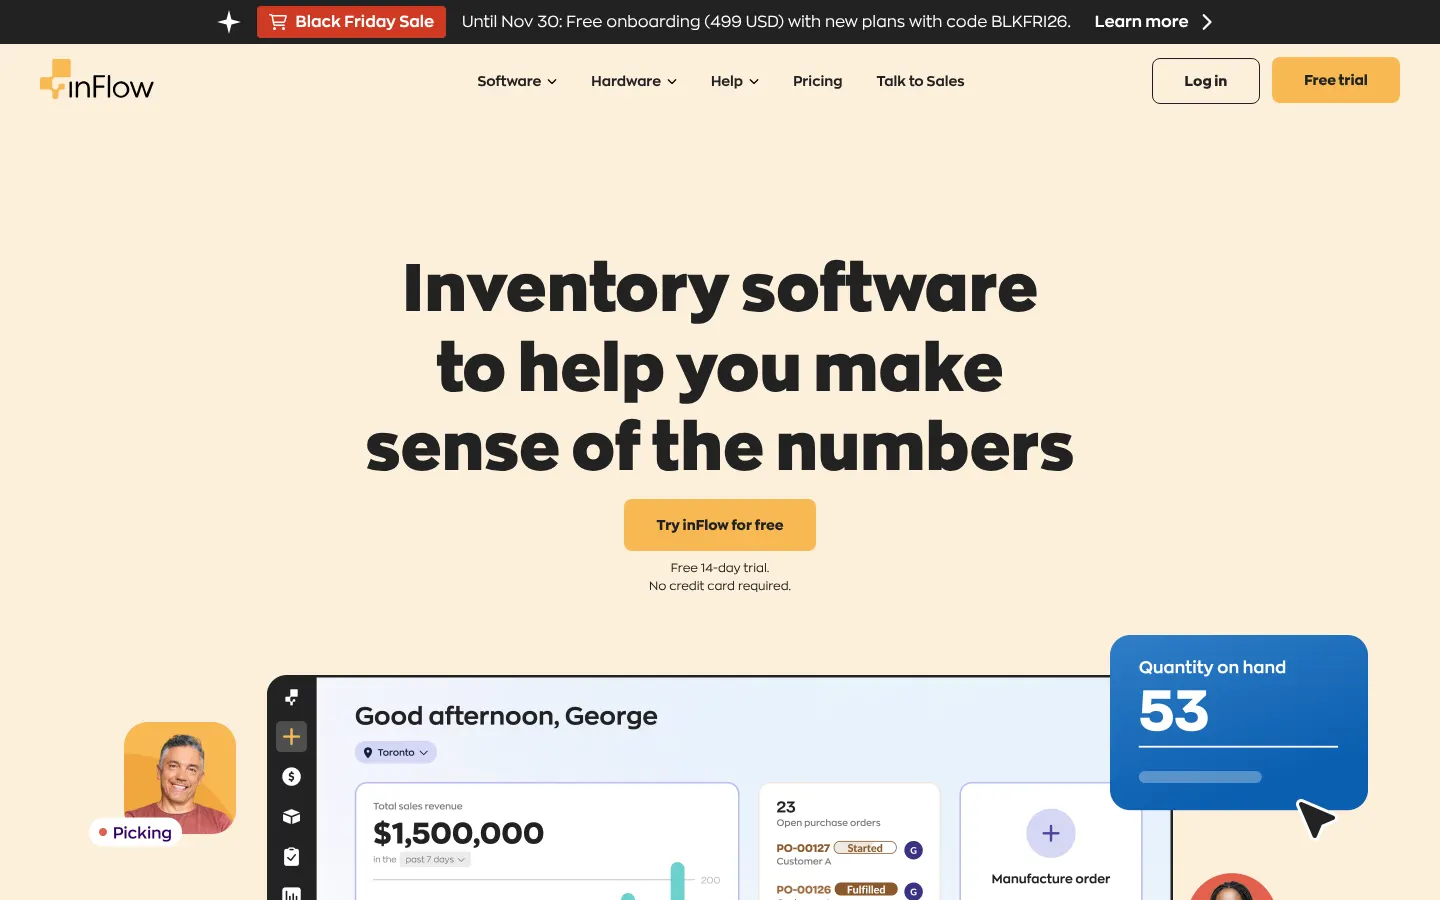 Black Friday Sale Until Nov 30: Free onboarding (499 USD) with new plans with code BLKFRI26. Learn more
inFlow
Software Hardware Help Pricing Talk to Sales
Log in
Free trial
Inventory software
to help you make
sense of the numbers
Try inFlow for free
Free 14-day trial.
No credit card required.
Quantity on hand
53
Good afternoon, George
Toronto
Total sales revenue
$1,500,000
in the past 7 days
200
23
Open purchase orders
PO-00127 Started G
Customer A
PO-00126 Fulfilled G
Manufacture order
Picking